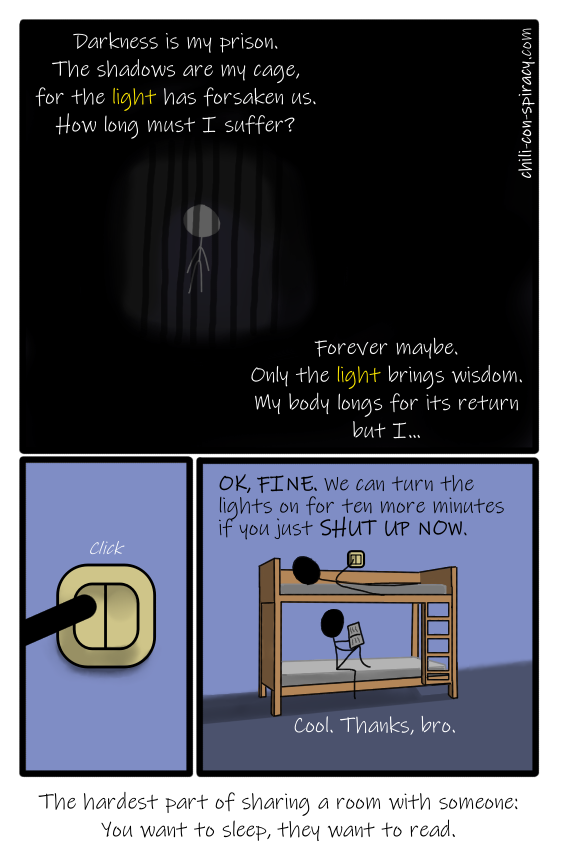 Darkness is my prison.
The shadows are my cage,
for the light has forsaken us.
How long must I suffer?
chili-con-spiracy.com
Forever maybe.
Only the light brings wisdom.
My body longs for its return
but I...
Click
OK, FINE. We can turn the
lights on for ten more minutes
if you just SHUT UP NOW.
Cool. Thanks, bro.
The hardest part of sharing a room with someone:
You want to sleep, they want to read.